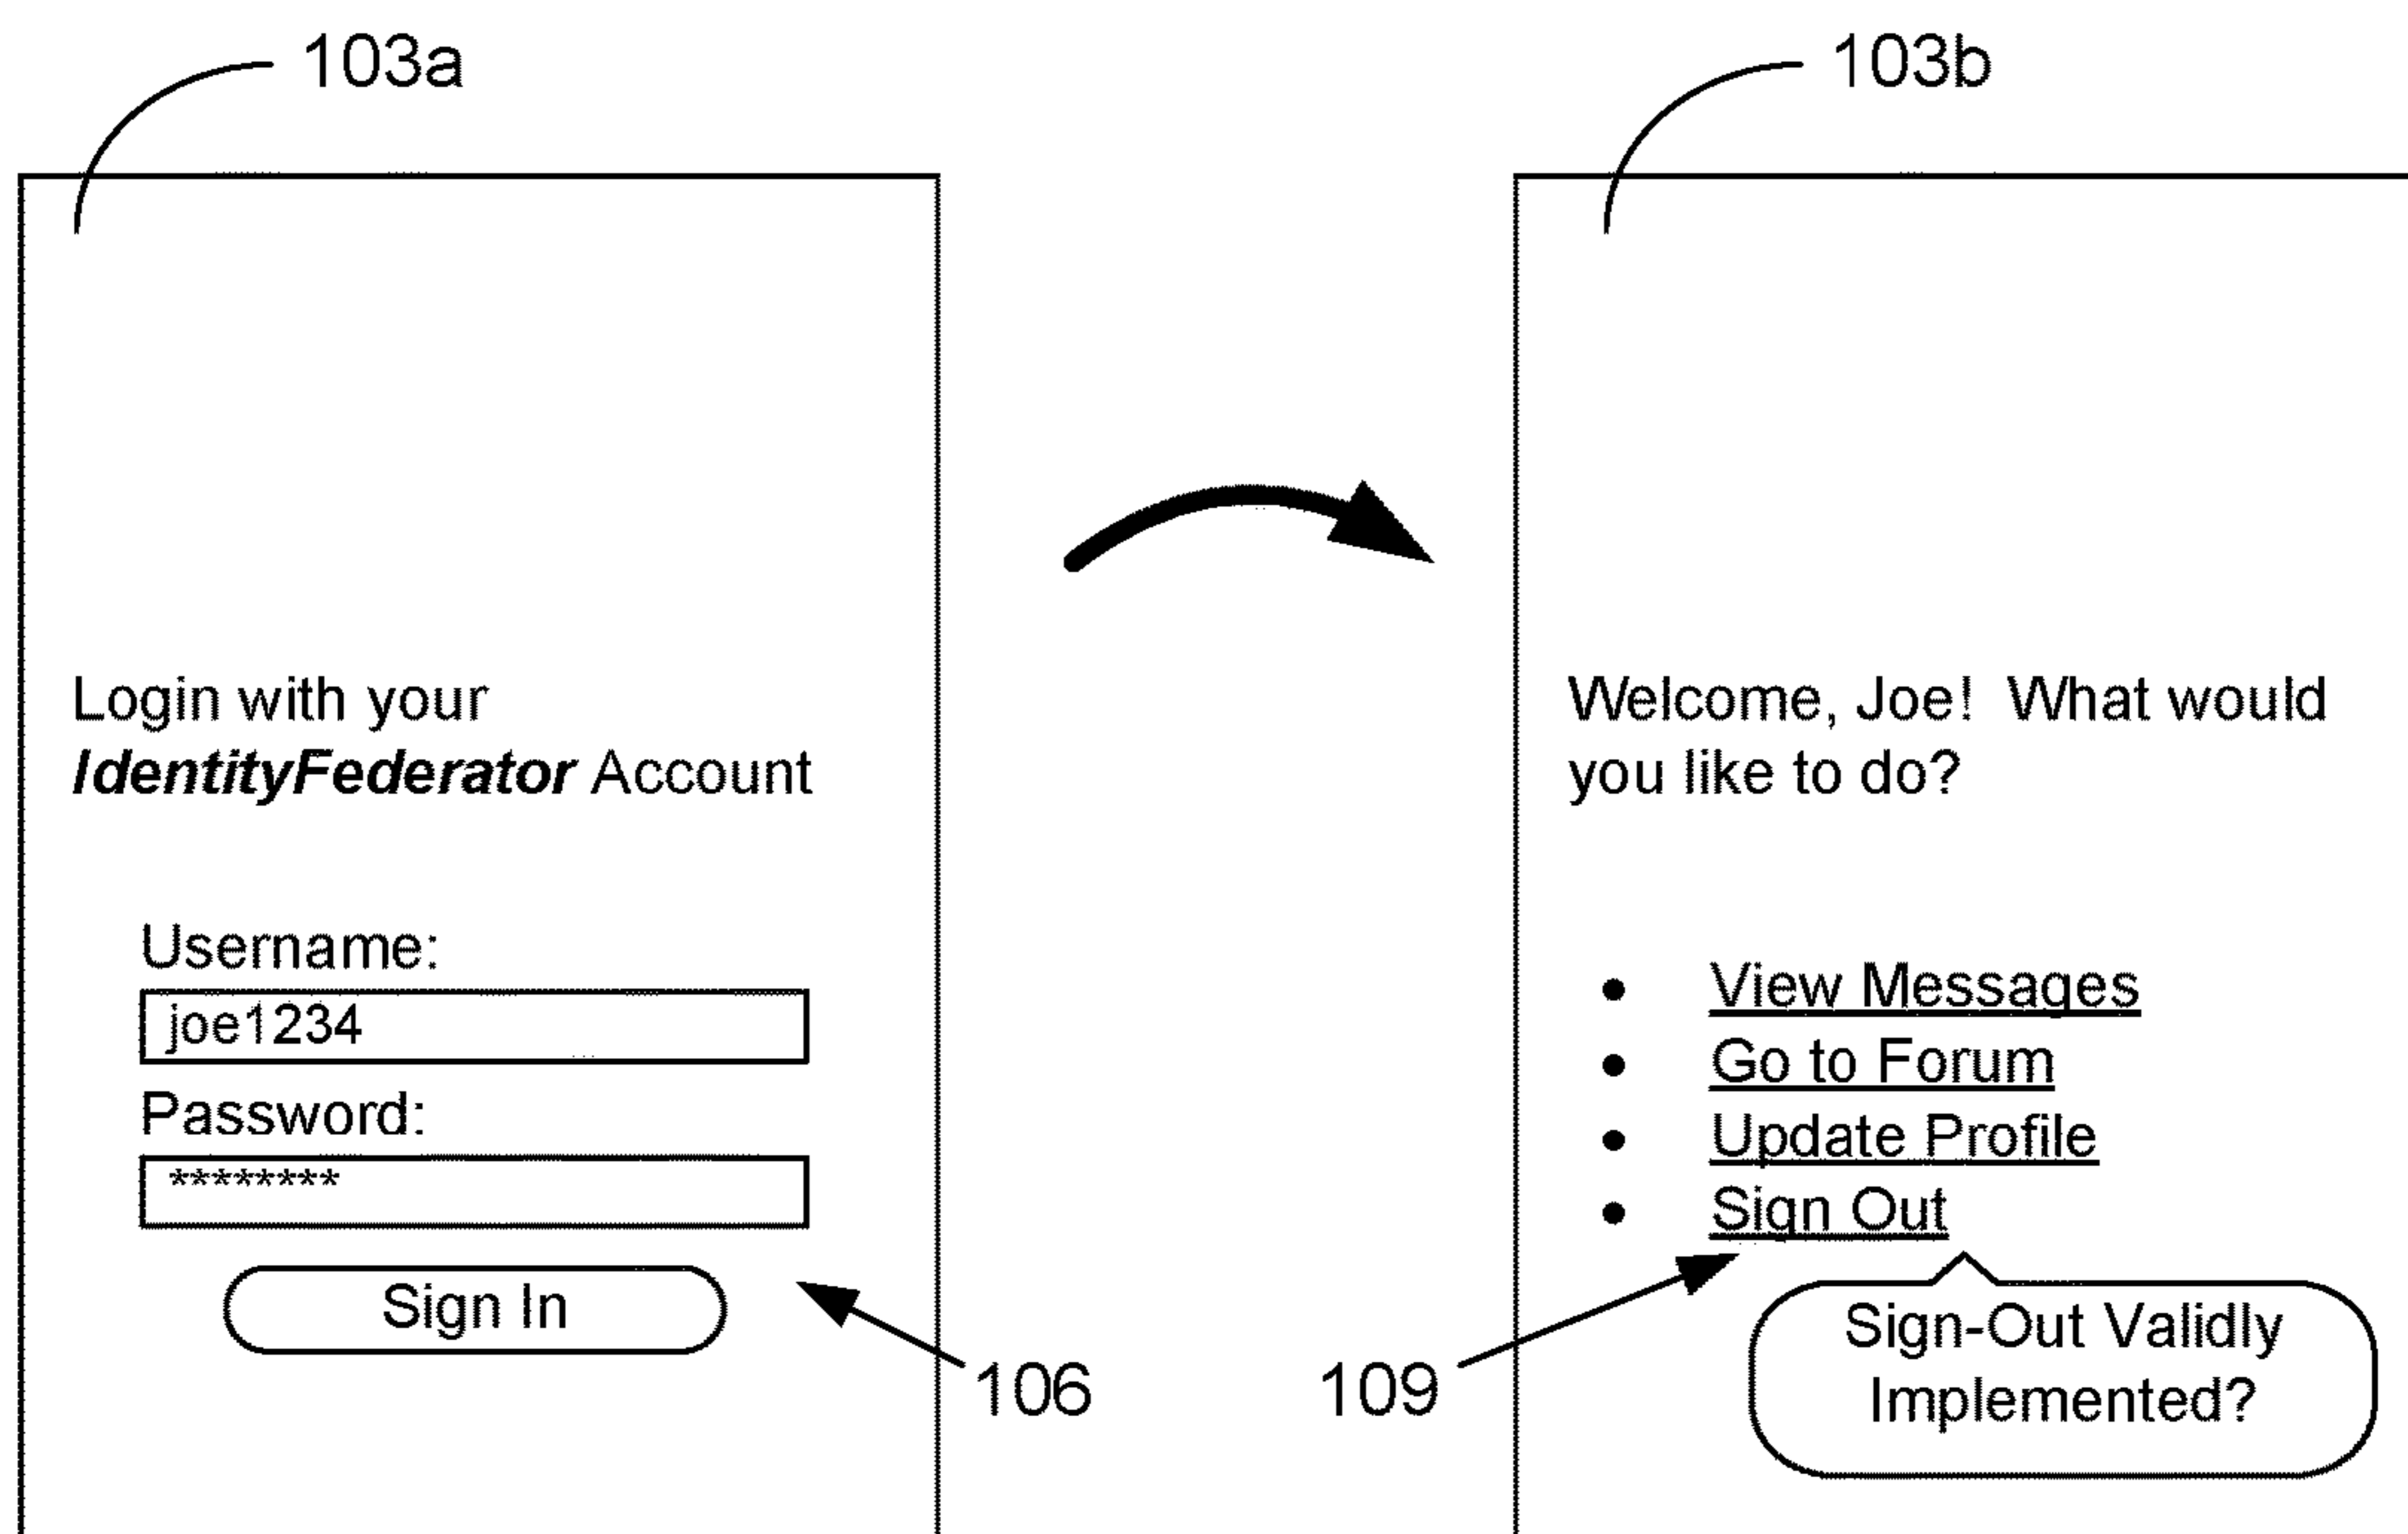 103a
103b
Login with your
IdentityFederator Account
Username:
joe1234
Password:
********
Sign In
106
Welcome, Joe!  What would
you like to do?
• View Messages
• Go to Forum
• Update Profile
• Sign Out
109
Sign-Out Validly
Implemented?